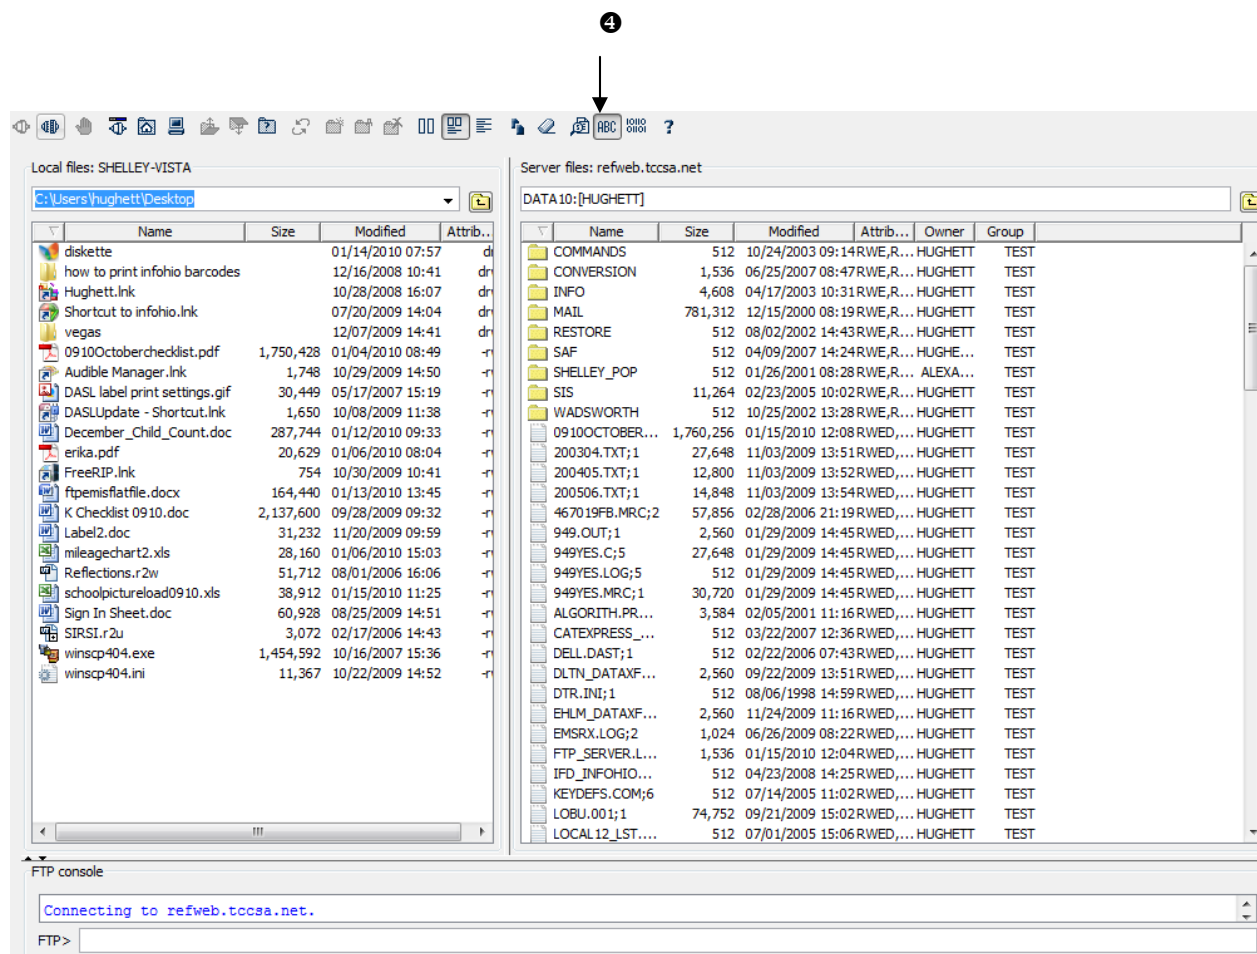 ❹
ABC
?
Local files: SHELLEY-VISTA
C:\Users\hughett\Desktop
Name Size Modified Attrib...
diskette 01/14/2010 07:57 d
how to print infohio barcodes 12/16/2008 10:41 dr
Hughett.lnk 10/28/2008 16:07 dr
Shortcut to infohio.lnk 07/20/2009 14:04 dr
vegas 12/07/2009 14:41 dr
0910Octoberchecklist.pdf 1,750,428 01/04/2010 08:49 -r
Audible Manager.lnk 1,748 10/29/2009 14:50 -r
DASL label print settings.gif 30,449 05/17/2007 15:19 -r
DASLUpdate - Shortcut.lnk 1,650 10/08/2009 11:38 -r
December_Child_Count.doc 287,744 01/12/2010 09:33 -r
erika.pdf 20,629 01/06/2010 08:04 -r
FreeRIP.lnk 754 10/30/2009 10:41 -r
ftpemisflatfile.docx 164,440 01/13/2010 13:45 -r
K Checklist 0910.doc 2,137,600 09/28/2009 09:32 -r
Label2.doc 31,232 11/20/2009 09:59 -r
mileagechart2.xls 28,160 01/06/2010 15:03 -r
Reflections.r2w 51,712 08/01/2006 16:06 -r
schoolpictureload0910.xls 38,912 01/15/2010 11:25 -r
Sign In Sheet.doc 60,928 08/25/2009 14:51 -r
SIRSI.r2u 3,072 02/17/2006 14:43 -r
winscp404.exe 1,454,592 10/16/2007 15:36 -r
winscp404.ini 11,367 10/22/2009 14:52 -r
Server files: refweb.tccsa.net
DATA10:[HUGHETT]
Name Size Modified Attrib... Owner Group
COMMANDS 512 10/24/2003 09:14 RWE,R... HUGHETT TEST
CONVERSION 1,536 06/25/2007 08:47 RWE,R... HUGHETT TEST
INFO 4,608 04/17/2003 10:31 RWE,R... HUGHETT TEST
MAIL 781,312 12/15/2000 08:19 RWE,R... HUGHETT TEST
RESTORE 512 08/02/2002 14:43 RWE,R... HUGHETT TEST
SAF 512 04/09/2007 14:24 RWE,R... HUGHE... TEST
SHELLEY_POP 512 01/26/2001 08:28 RWE,R... ALEXA... TEST
SIS 11,264 02/23/2005 10:02 RWE,R... HUGHETT TEST
WADSWORTH 512 10/25/2002 13:28 RWE,R... HUGHETT TEST
0910OCTOBER... 1,760,256 01/15/2010 12:08 RWED,... HUGHETT TEST
200304.TXT;1 27,648 11/03/2009 13:51 RWED,... HUGHETT TEST
200405.TXT;1 12,800 11/03/2009 13:52 RWED,... HUGHETT TEST
200506.TXT;1 14,848 11/03/2009 13:54 RWED,... HUGHETT TEST
467019FB.MRC;2 57,856 02/28/2006 21:19 RWED,... HUGHETT TEST
949.OUT;1 2,560 01/29/2009 14:45 RWED,... HUGHETT TEST
949YES.C;5 27,648 01/29/2009 14:45 RWED,... HUGHETT TEST
949YES.LOG;5 512 01/29/2009 14:45 RWED,... HUGHETT TEST
949YES.MRC;1 30,720 01/29/2009 14:45 RWED,... HUGHETT TEST
ALGORITH.PR... 3,584 02/05/2001 11:16 RWED,... HUGHETT TEST
CATEXPRESS_... 512 03/22/2007 12:36 RWED,... HUGHETT TEST
DELL.DAST;1 512 02/22/2006 07:43 RWED,... HUGHETT TEST
DLTN_DATAXF... 2,560 09/22/2009 13:51 RWED,... HUGHETT TEST
DTR.INI;1 512 08/06/1998 14:59 RWED,... HUGHETT TEST
EHLM_DATAXF... 2,560 11/24/2009 11:16 RWED,... HUGHETT TEST
EMSRX.LOG;2 1,024 06/26/2009 08:22 RWED,... HUGHETT TEST
FTP_SERVER.L... 1,536 01/15/2010 12:04 RWED,... HUGHETT TEST
IFD_INFOHIO... 512 04/23/2008 14:25 RWED,... HUGHETT TEST
KEYDEFS.COM;6 512 07/14/2005 11:02 RWED,... HUGHETT TEST
LOBU.001;1 74,752 09/21/2009 15:02 RWED,... HUGHETT TEST
LOCAL12_LST.... 512 07/01/2005 15:06 RWED,... HUGHETT TEST
FTP console
Connecting to refweb.tccsa.net.
FTP>